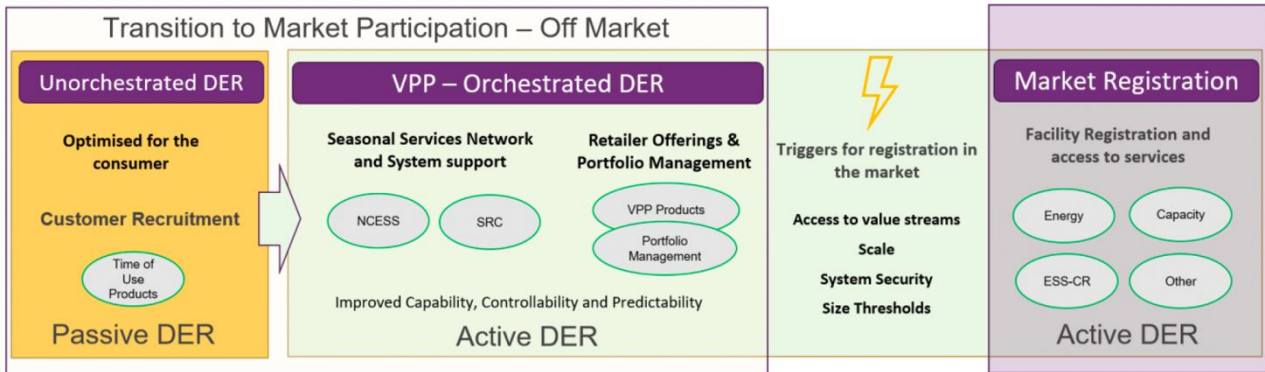 Transition to Market Participation – Off Market
Unorchestrated DER
Optimised for the
consumer
Customer Recruitment
Time of
Use
Products
Passive DER
VPP – Orchestrated DER
Seasonal Services Network
and System support
NCESS
SRC
Retailer Offerings &
Portfolio Management
VPP Products
Portfolio
Management
Improved Capability, Controllability and Predictability
Active DER
Triggers for registration in
the market
Access to value streams
Scale
System Security
Size Thresholds
Market Registration
Facility Registration and
access to services
Energy
Capacity
ESS-CR
Other
Active DER